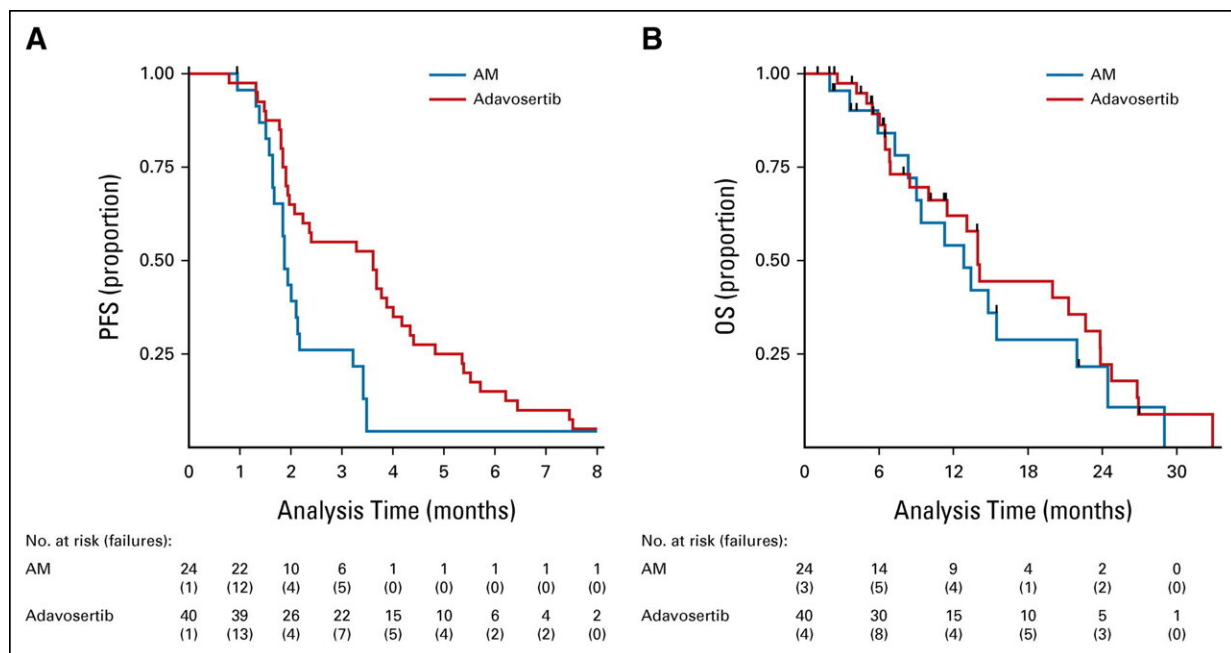 A
1.00
0.75
0.50
0.25
PFS (proportion)
AM
Adavosertib
0 1 2 3 4 5 6 7 8
Analysis Time (months)
No. at risk (failures):
AM 24 22 10 6 1 1 1 1 1
(1) (12) (4) (5) (0) (0) (0) (0) (0)
Adavosertib 40 39 26 22 15 10 6 4 2
(1) (13) (4) (7) (5) (4) (2) (2) (0)
B
1.00
0.75
0.50
0.25
OS (proportion)
AM
Adavosertib
0 6 12 18 24 30
Analysis Time (months)
No. at risk (failures):
AM 24 14 9 4 2 0
(3) (5) (4) (1) (2) (0)
Adavosertib 40 30 15 10 5 1
(4) (8) (4) (5) (3) (0)